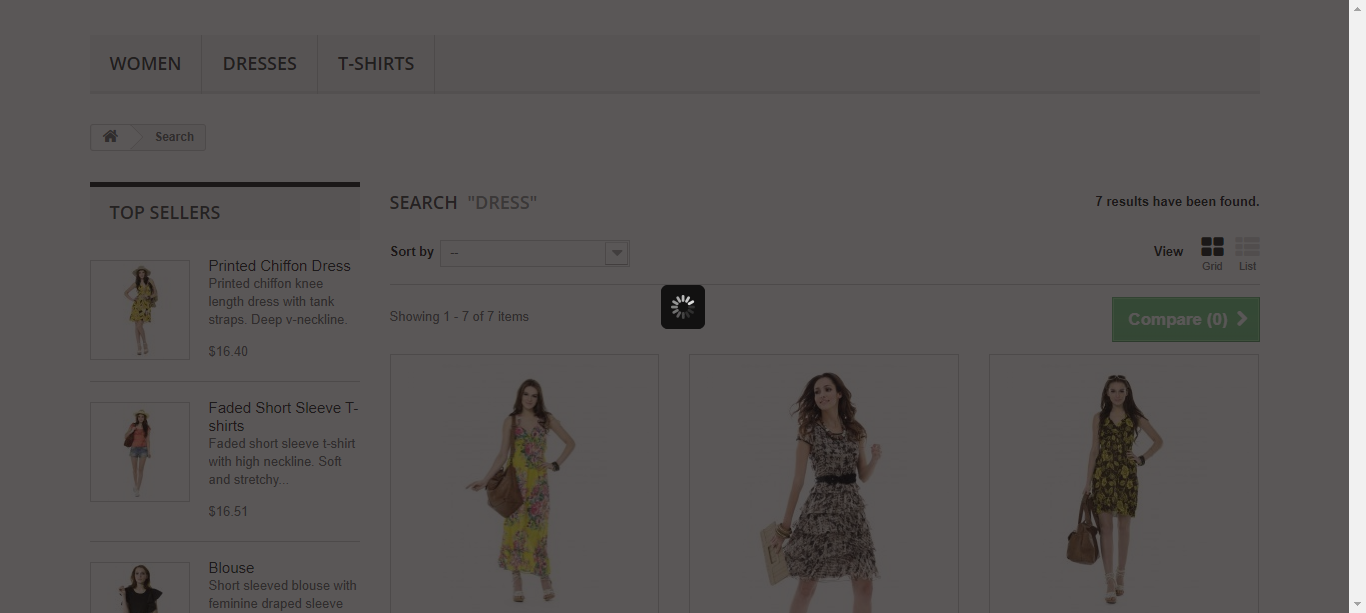 WOMEN DRESSES T-SHIRTS
Search
TOP SELLERS
Printed Chiffon Dress
Printed chiffon knee
length dress with tank
straps. Deep v-neckline.
$16.40
Faded Short Sleeve T-
shirts
Faded short sleeve t-shirt
with high neckline. Soft
and stretchy...
$16.51
Blouse
Short sleeved blouse with
feminine draped sleeve
SEARCH "DRESS"
7 results have been found.
Sort by --
View Grid List
Showing 1 - 7 of 7 items
Compare (0)